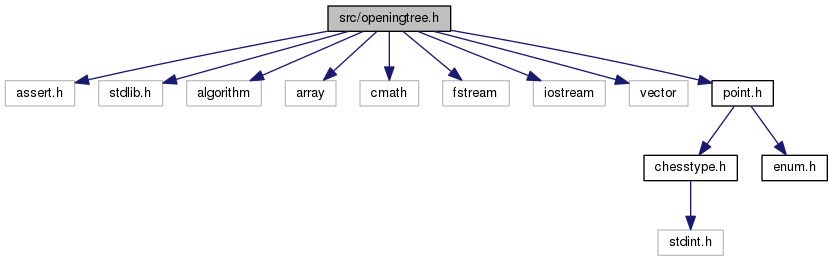 src/openingtree.h
assert.h
stdlib.h
algorithm
array
cmath
fstream
iostream
vector
point.h
chesstype.h
enum.h
stdint.h